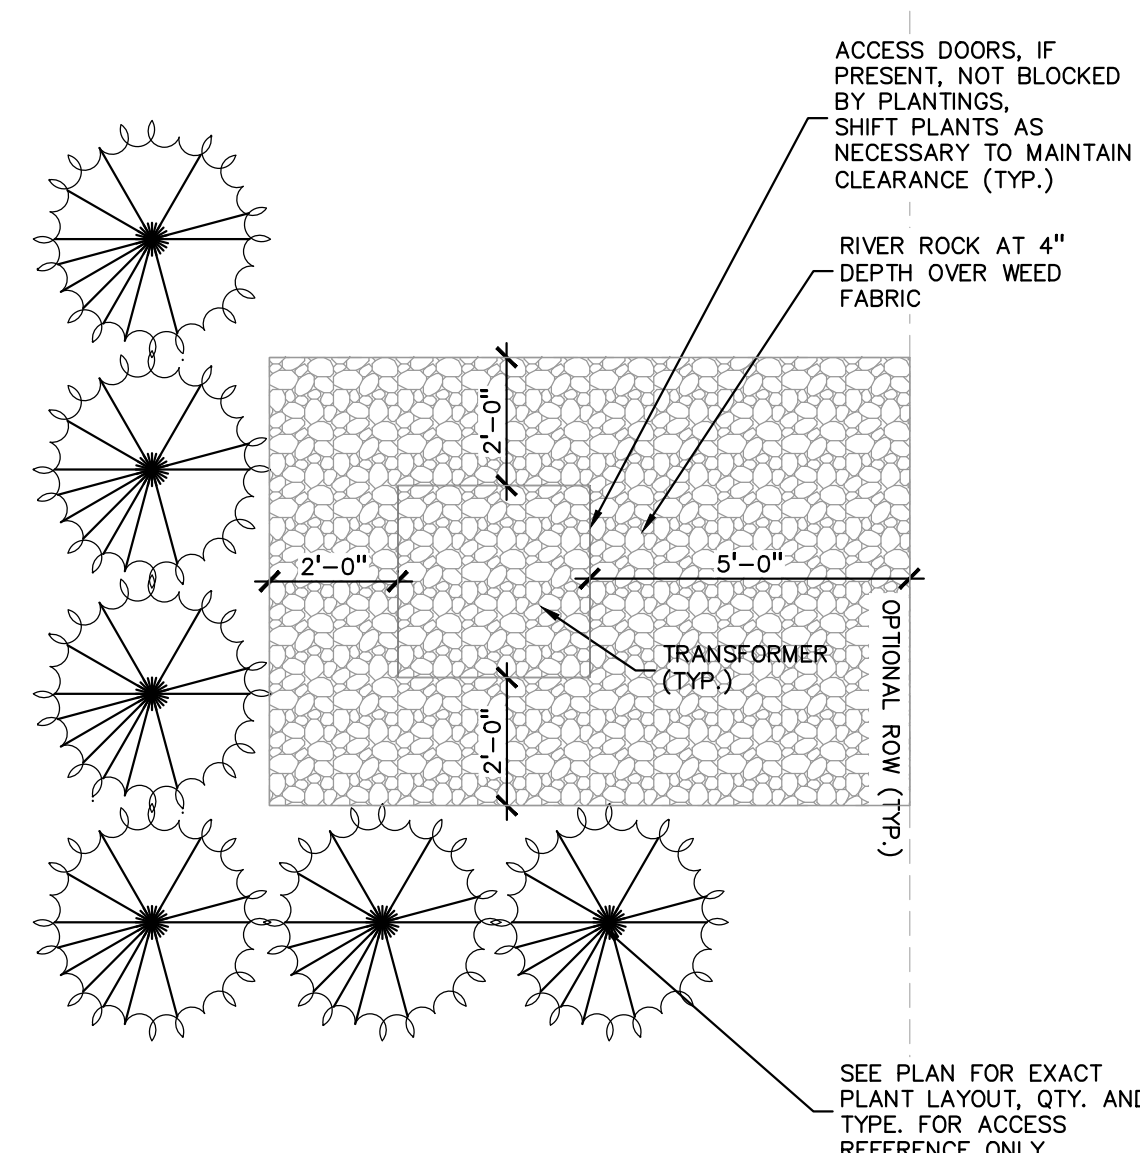 ACCESS DOORS, IF
PRESENT, NOT BLOCKED
BY PLANTINGS,
SHIFT PLANTS AS
NECESSARY TO MAINTAIN
CLEARANCE (TYP.)
RIVER ROCK AT 4"
DEPTH OVER WEED
FABRIC
2'-0"
2'-0"
5'-0"
TRANSFORMER
(TYP.)
2'-0"
OPTIONAL ROW (TYP.)
SEE PLAN FOR EXACT
PLANT LAYOUT, QTY. AND
TYPE. FOR ACCESS
REFERENCE ONLY